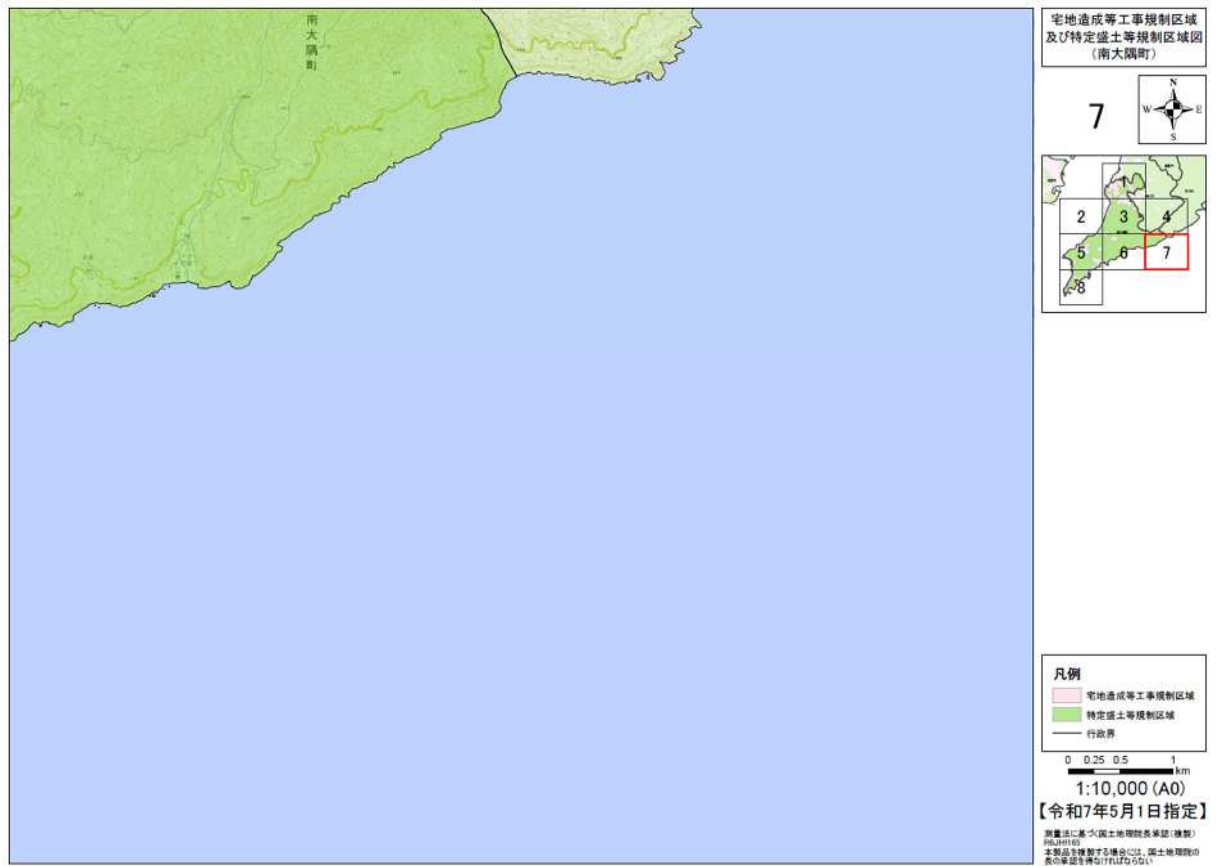 南大隅町
宅地造成等工事規制区域
及び特定盛土等規制区域図
(南大隅町)
7
N
W
E
S
1
2
3
4
5
6
7
8
凡例
宅地造成等工事規制区域
特定盛土等規制区域
行政界
0 0.25 0.5 1
km
1:10,000 (A0)
【令和7年5月1日指定】
測量法に基づく国土地理院長承認(複製)
R6JHf165
本製品を複製する場合には、国土地理院の
長の承認を得なければならない